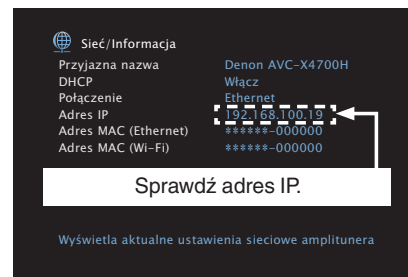 Sieć/Informacja
Przyjazna nazwa Denon AVC-X4700H
DHCP Włącz
Połączenie Ethernet
Adres IP 192.168.100.19
Adres MAC (Ethernet) ******-000000
Adres MAC (Wi-Fi) ******-000000
Sprawdź adres IP.
Wyświetla aktualne ustawienia sieciowe amplitunera